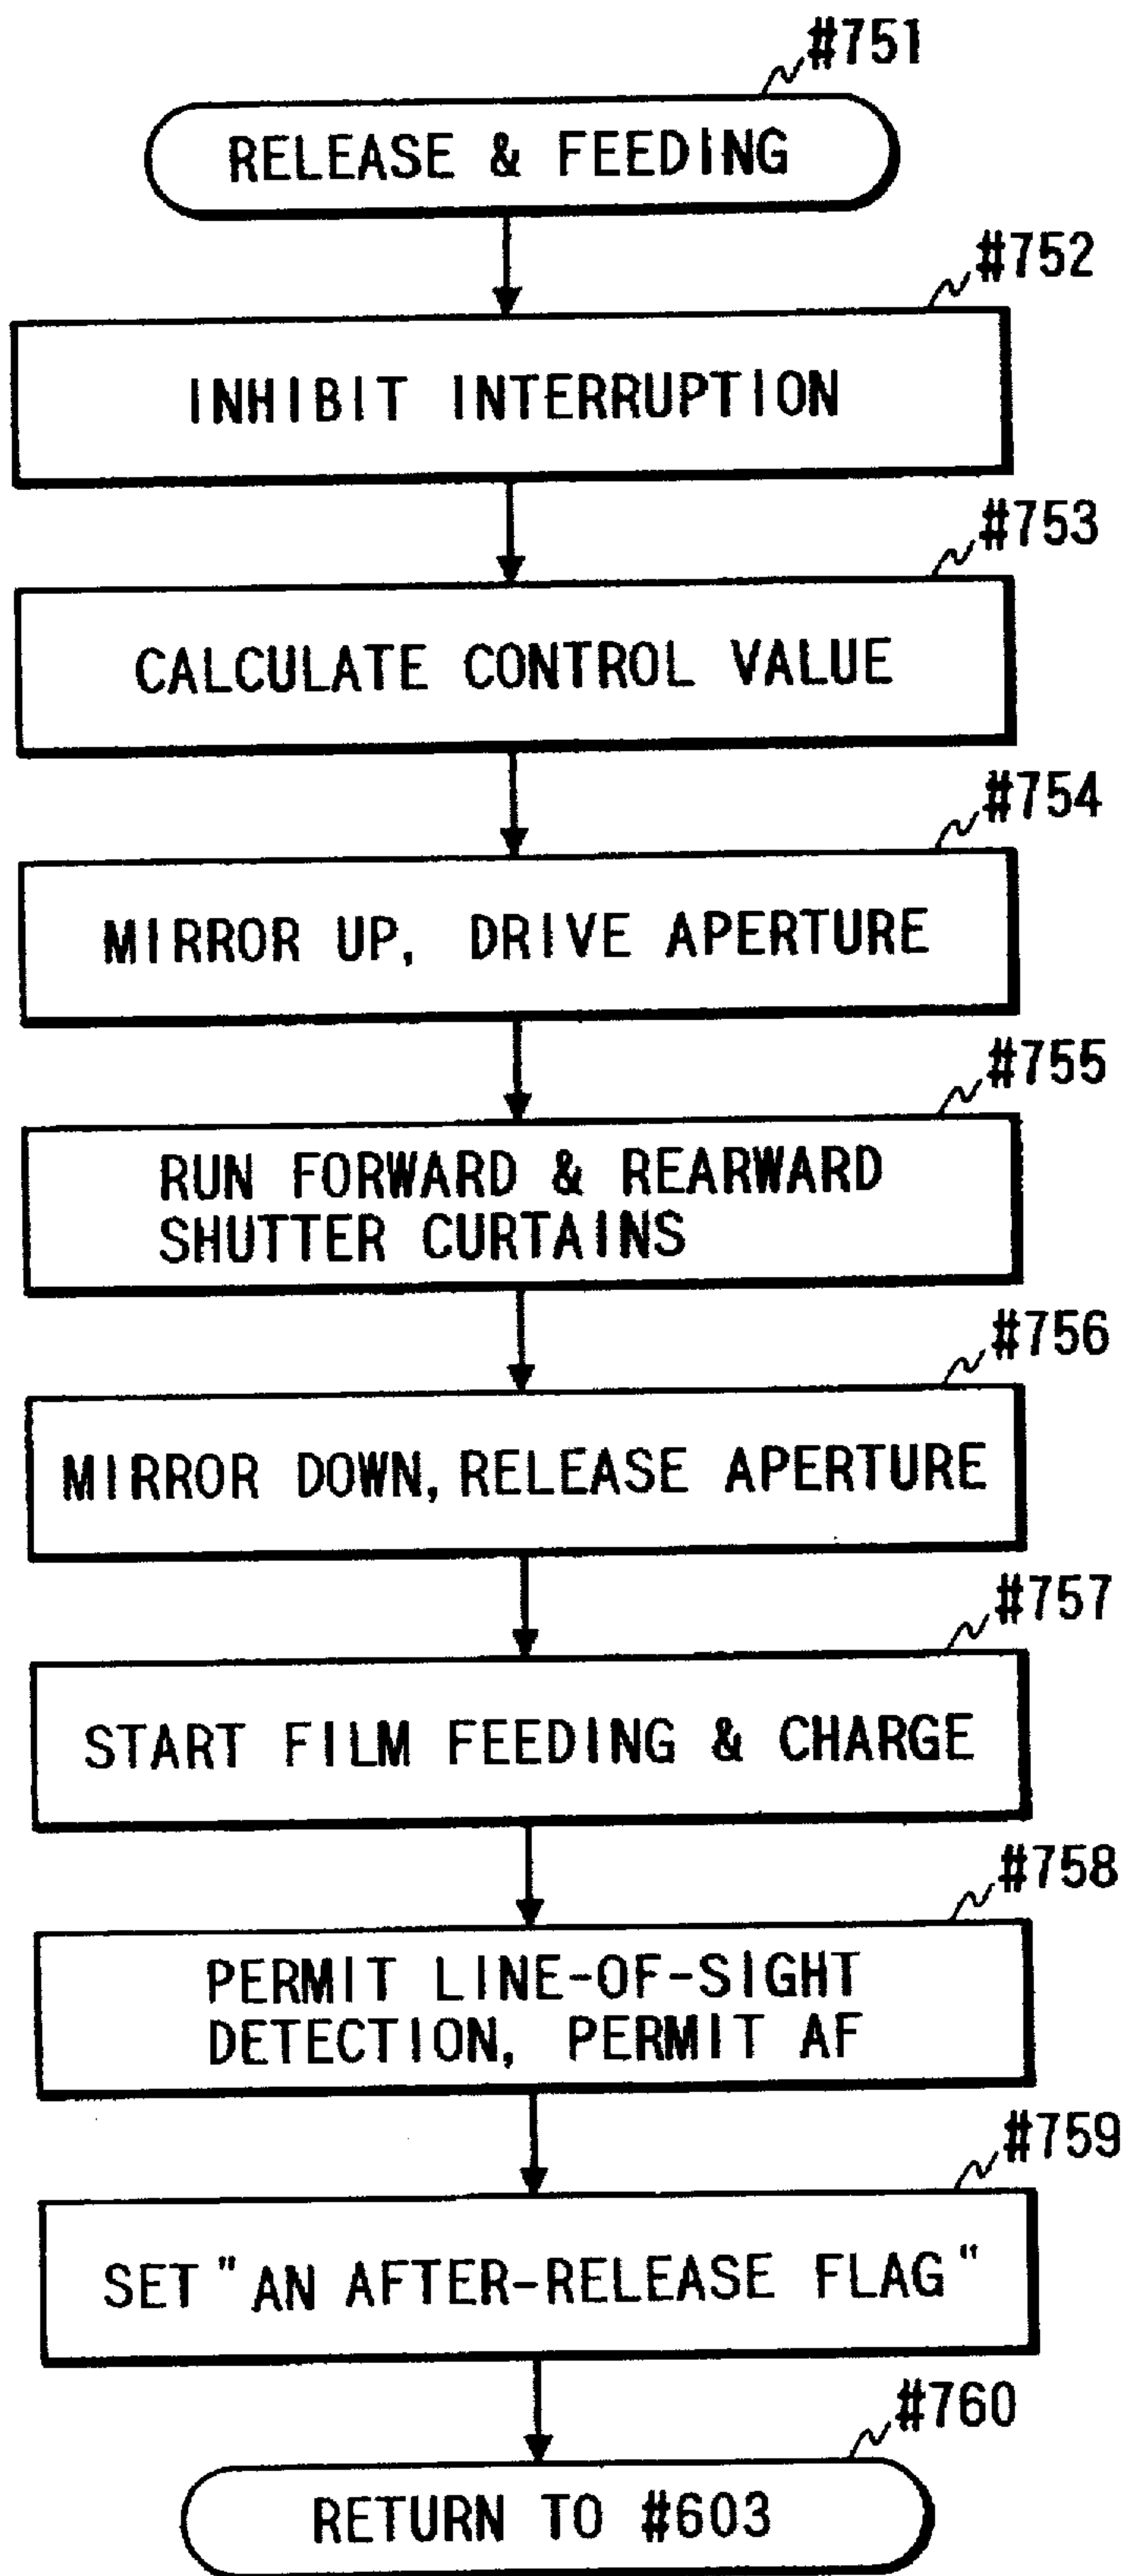 #751
RELEASE & FEEDING
#752
INHIBIT INTERRUPTION
#753
CALCULATE CONTROL VALUE
#754
MIRROR UP, DRIVE APERTURE
#755
RUN FORWARD & REARWARD
SHUTTER CURTAINS
#756
MIRROR DOWN, RELEASE APERTURE
#757
START FILM FEEDING & CHARGE
#758
PERMIT LINE-OF-SIGHT
DETECTION, PERMIT AF
#759
SET "AN AFTER-RELEASE FLAG"
#760
RETURN TO #603